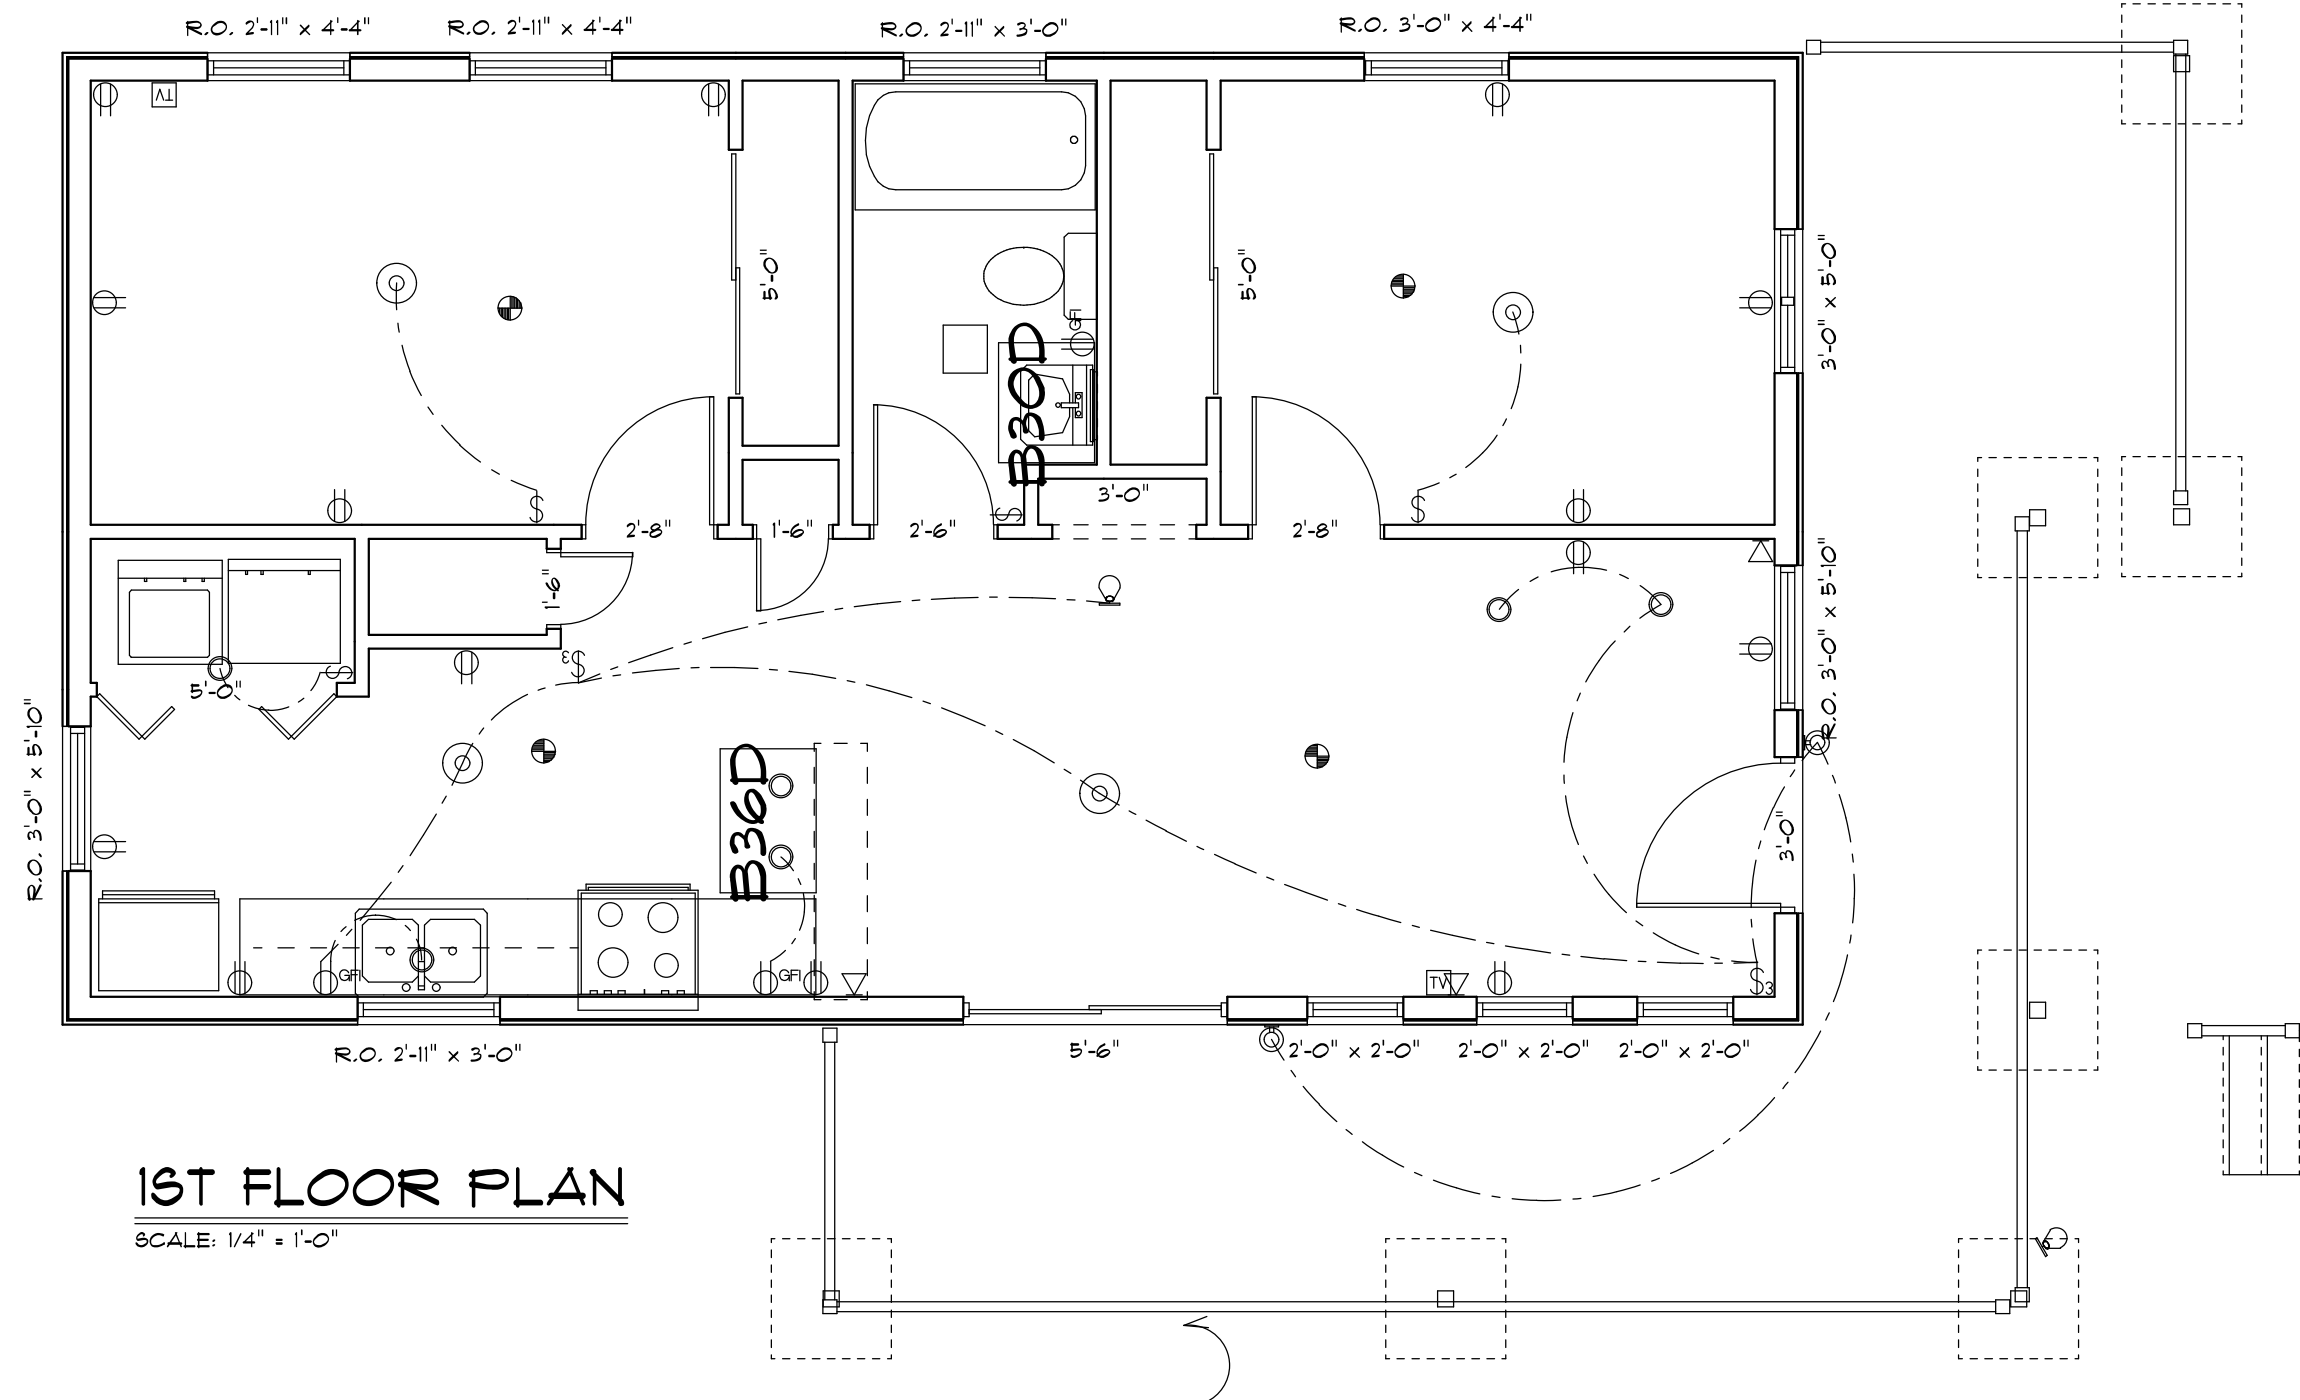 R.O. 2'-11" x 4'-4"
R.O. 2'-11" x 4'-4"
R.O. 2'-11" x 3'-0"
R.O. 3'-0" x 4'-4"
TV
5'-0"
5'-0"
3'-0" x 5'-0"
GFI
B30D
3'-0"
S
S
S
2'-8"
1'-6"
2'-6"
2'-8"
1'-6"
R.O. 3'-0" x 5'-10"
S3
S
5'-0"
R.O. 3'-0" x 5'-10"
B36D
3'-0"
GFI
GFI
TV
S3
R.O. 2'-11" x 3'-0"
5'-6"
2'-0" x 2'-0"
2'-0" x 2'-0"
2'-0" x 2'-0"
1ST FLOOR PLAN
SCALE: 1/4" = 1'-0"